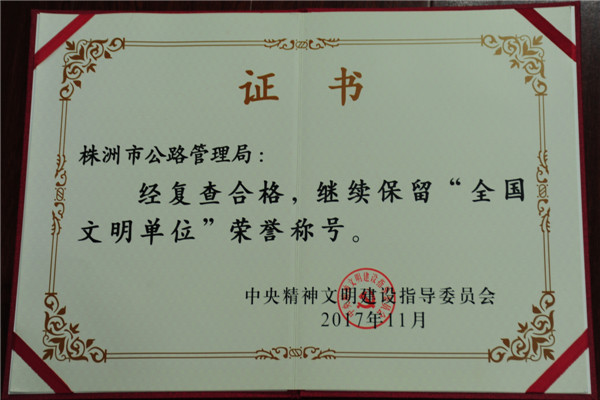 证书
株洲市公路管理局：
经复查合格，继续保留“全国
文明单位”荣誉称号。
中央精神文明建设指导委员会
2017年11月